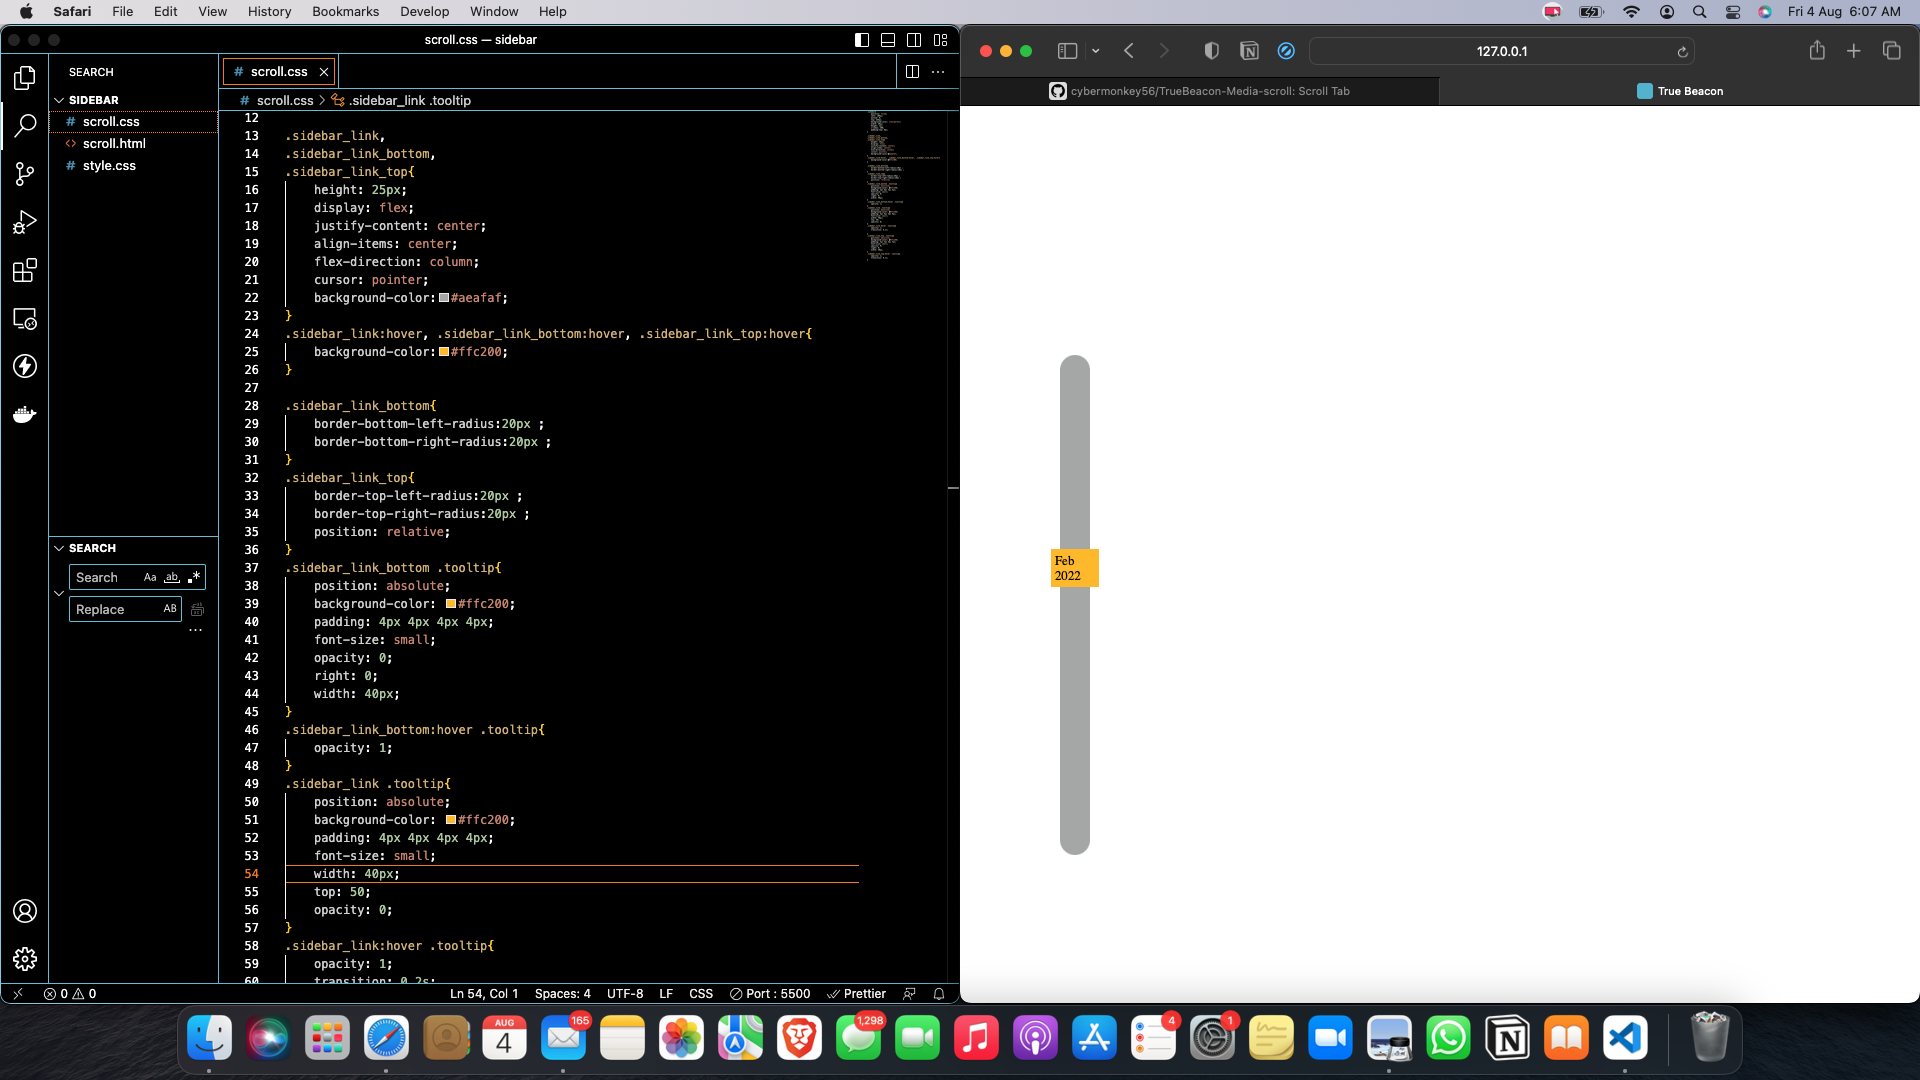 Safari File Edit View History Bookmarks Develop Window Help
Fri 4 Aug 6:07 AM
scroll.css — sidebar
SEARCH
SIDEBAR
# scroll.css
<> scroll.html
# style.css
SEARCH
Search Aa ab .*
Replace AB
...
# scroll.css
# scroll.css > .sidebar_link .tooltip
12
13 .sidebar_link,
14 .sidebar_link_bottom,
15 .sidebar_link_top{
16 height: 25px;
17 display: flex;
18 justify-content: center;
19 align-items: center;
20 flex-direction: column;
21 cursor: pointer;
22 background-color: #aeafaf;
23 }
24 .sidebar_link:hover, .sidebar_link_bottom:hover, .sidebar_link_top:hover{
25 background-color: #ffc200;
26 }
27
28 .sidebar_link_bottom{
29 border-bottom-left-radius:20px ;
30 border-bottom-right-radius:20px ;
31 }
32 .sidebar_link_top{
33 border-top-left-radius:20px ;
34 border-top-right-radius:20px ;
35 position: relative;
36 }
37 .sidebar_link_bottom .tooltip{
38 position: absolute;
39 background-color: #ffc200;
40 padding: 4px 4px 4px 4px;
41 font-size: small;
42 opacity: 0;
43 right: 0;
44 width: 40px;
45 }
46 .sidebar_link_bottom:hover .tooltip{
47 opacity: 1;
48 }
49 .sidebar_link .tooltip{
50 position: absolute;
51 background-color: #ffc200;
52 padding: 4px 4px 4px 4px;
53 font-size: small;
54 width: 40px;
55 top: 50;
56 opacity: 0;
57 }
58 .sidebar_link:hover .tooltip{
59 opacity: 1;
60 transition: 0.2s;
0 0
Ln 54, Col 1 Spaces: 4 UTF-8 LF CSS Port : 5500 Prettier
127.0.0.1
cybermonkey56/TrueBeacon-Media-scroll: Scroll Tab
True Beacon
Feb
2022
AUG
4
165
1,298
4
1